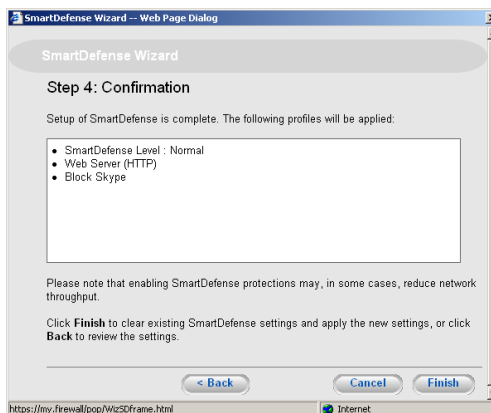 SmartDefense Wizard -- Web Page Dialog
SmartDefense Wizard
Step 4: Confirmation
Setup of SmartDefense is complete. The following profiles will be applied:
• SmartDefense Level : Normal
• Web Server (HTTP)
• Block Skype
Please note that enabling SmartDefense protections may, in some cases, reduce network
throughput.
Click Finish to clear existing SmartDefense settings and apply the new settings, or click
Back to review the settings.
< Back
Cancel
Finish
https://my.firewall/pop/WizSDframe.html
Internet